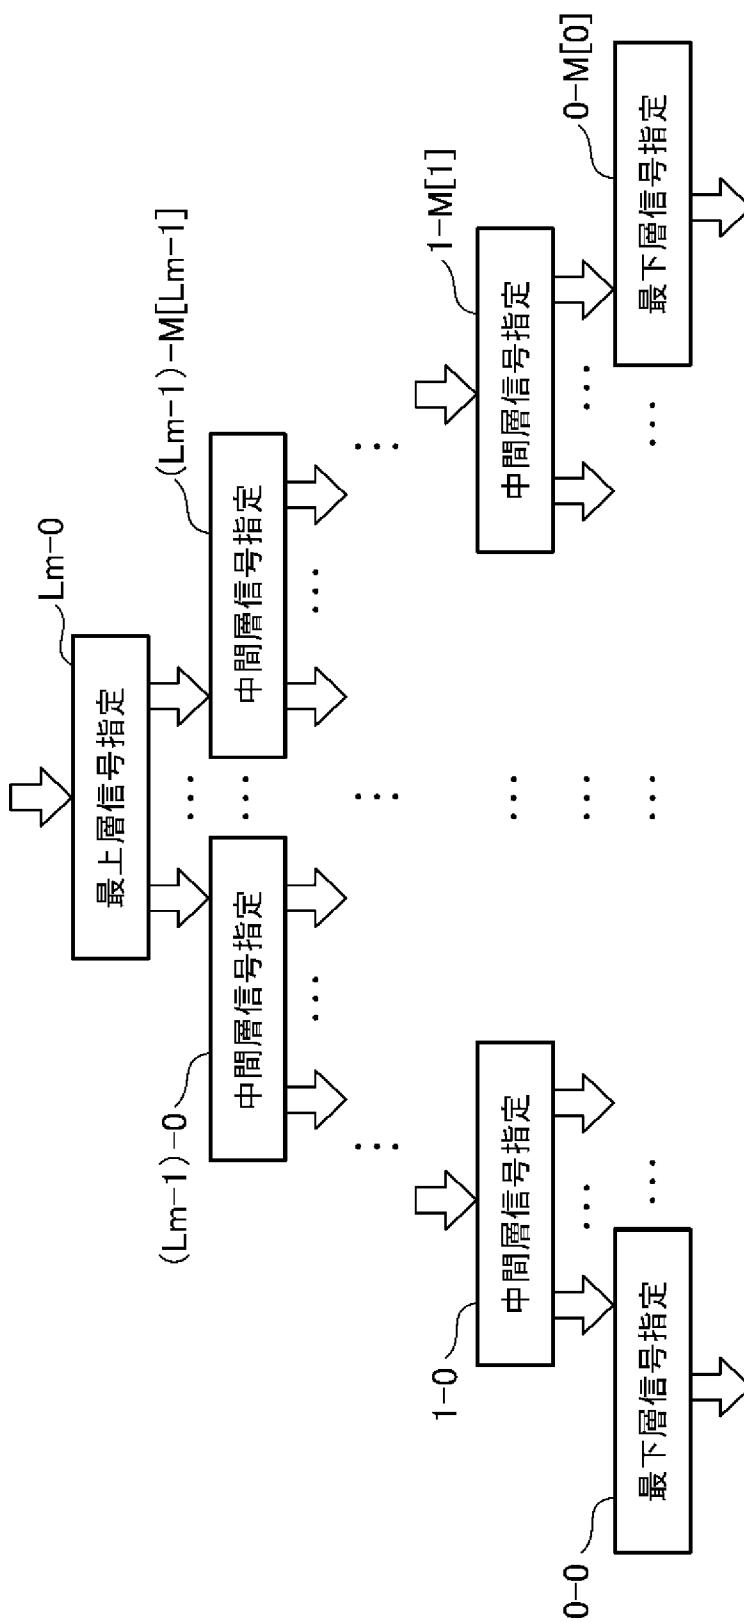 Lm-0
最上層信号指定
(Lm-1)-0
中間層信号指定
(Lm-1)-M[Lm-1]
中間層信号指定
1-0
中間層信号指定
1-M[1]
中間層信号指定
0-0
最下層信号指定
0-M[0]
最下層信号指定